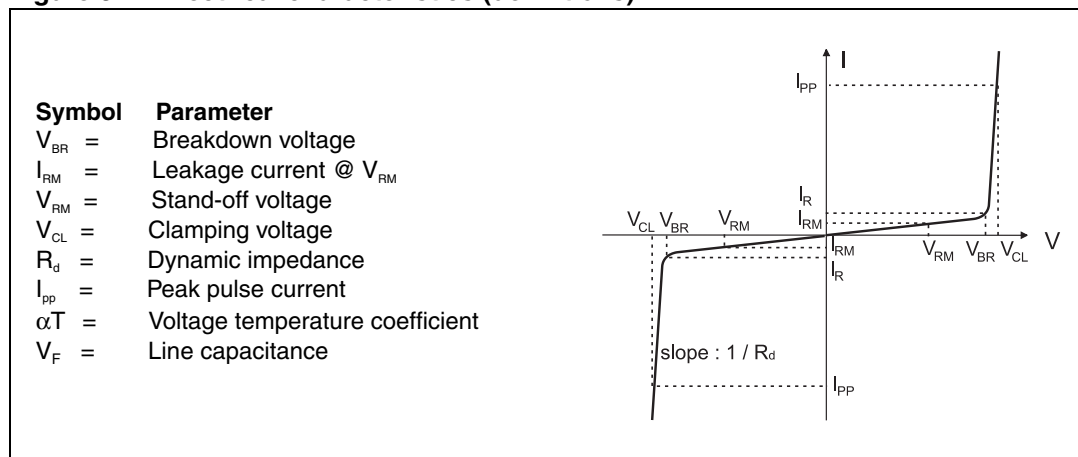 Symbol Parameter
V_BR = Breakdown voltage
I_RM = Leakage current @ V_RM
V_RM = Stand-off voltage
V_CL = Clamping voltage
R_d = Dynamic impedance
I_pp = Peak pulse current
αT = Voltage temperature coefficient
V_F = Line capacitance
I
I_PP
I_R
I_RM
V_CL V_BR V_RM
V_RM V_BR V_CL V
I_RM
I_R
slope : 1 / R_d
I_PP